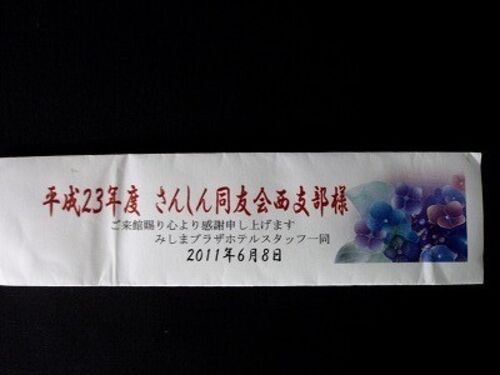 平成23年度 さんしん同友会西支部様
ご来館賜り心より感謝申し上げます
みしまプラザホテルスタッフ一同
2011年6月8日